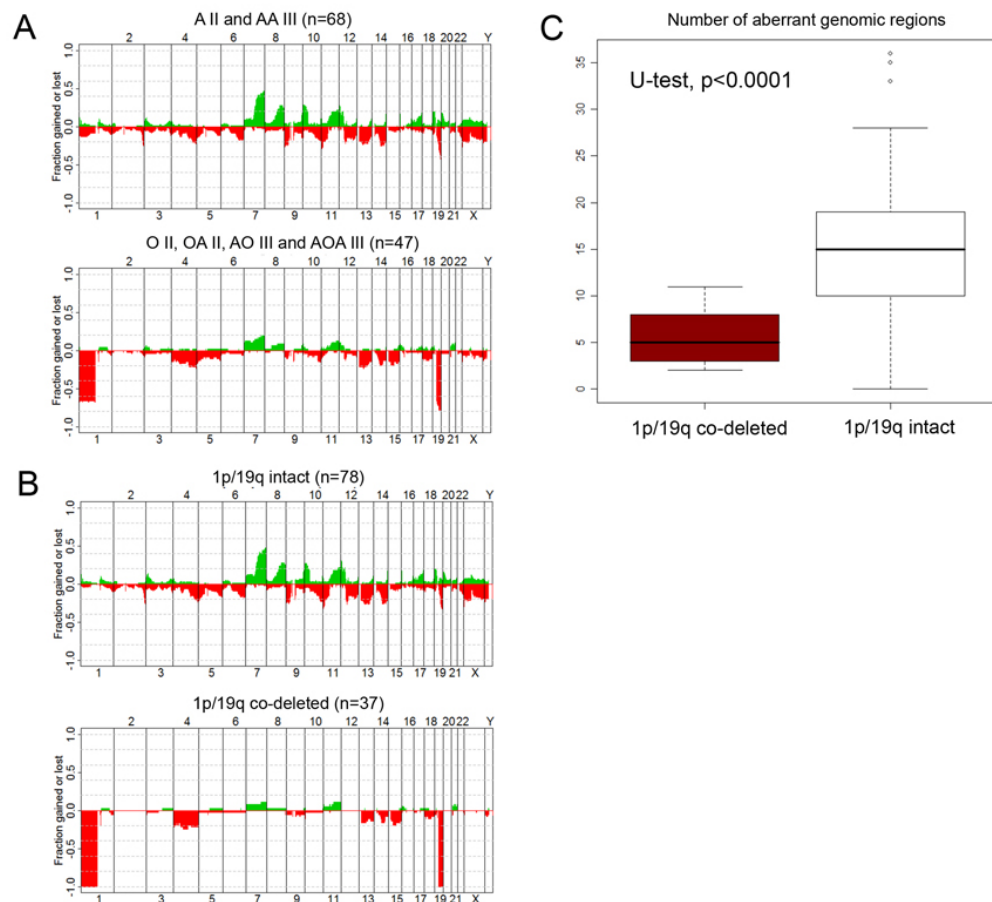 A
A II and AA III (n=68)
2 4 6 8 10 12 14 16 18 20 22 Y
Fraction gained or lost
1.0
0.5
0.0
-0.5
-1.0
1 3 5 7 9 11 13 15 17 19 21 X
O II, OA II, AO III and AOA III (n=47)
2 4 6 8 10 12 14 16 18 20 22 Y
Fraction gained or lost
1.0
0.5
0.0
-0.5
-1.0
1 3 5 7 9 11 13 15 17 19 21 X
B
1p/19q intact (n=78)
2 4 6 8 10 12 14 16 18 20 22 Y
Fraction gained or lost
1.0
0.5
0.0
-0.5
-1.0
1 3 5 7 9 11 13 15 17 19 21 X
1p/19q co-deleted (n=37)
2 4 6 8 10 12 14 16 18 20 22 Y
Fraction gained or lost
1.0
0.5
0.0
-0.5
-1.0
1 3 5 7 9 11 13 15 17 19 21 X
C
Number of aberrant genomic regions
U-test, p<0.0001
35
30
25
20
15
10
5
0
1p/19q co-deleted
1p/19q intact